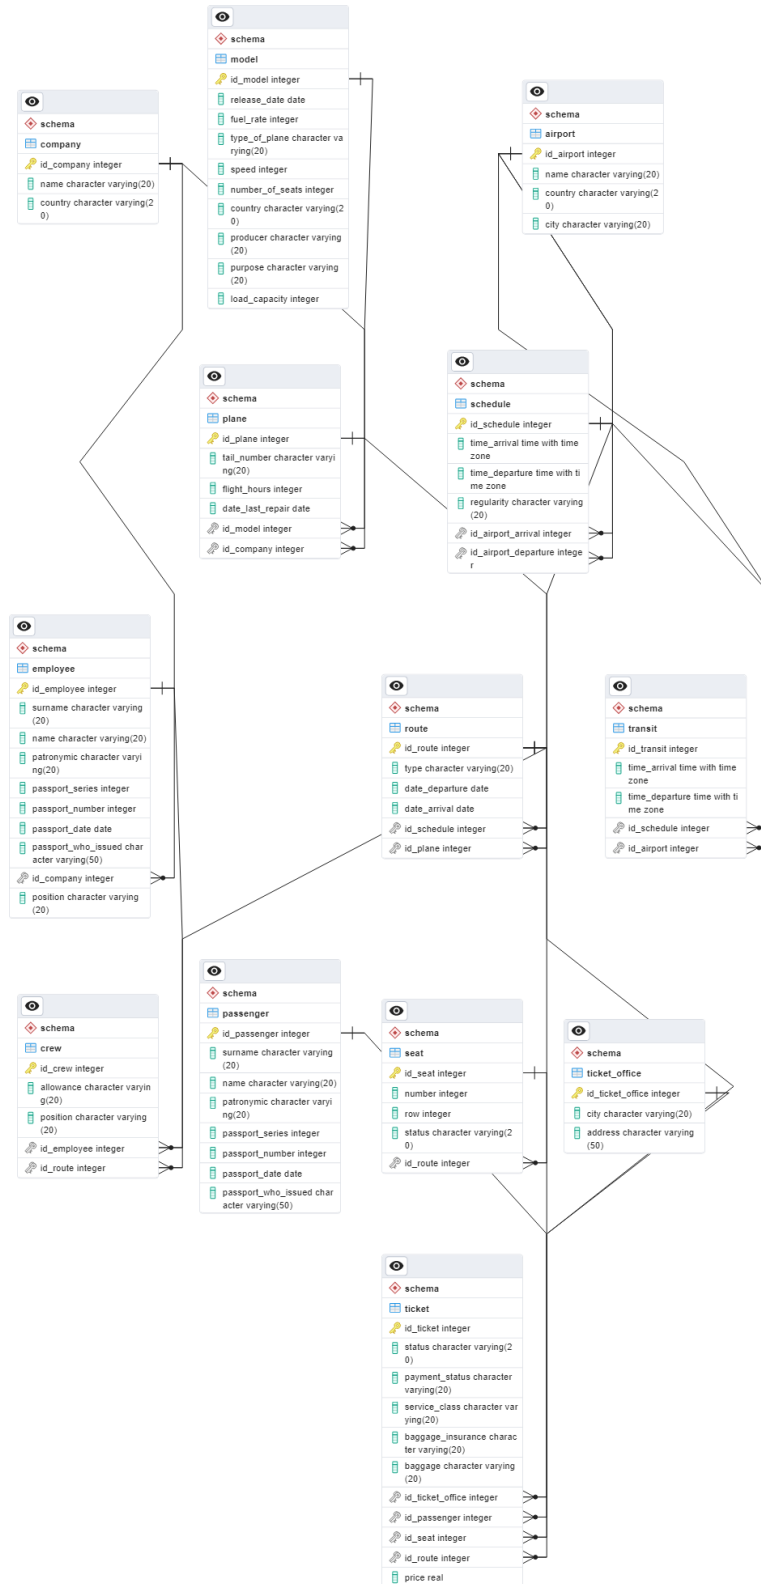 schema
model
id_model integer
release_date date
fuel_rate integer
type_of_plane character va
rying(20)
speed integer
number_of_seats integer
country character varying(2
0)
producer character varying
(20)
purpose character varying
(20)
load_capacity integer
schema
company
id_company integer
name character varying(20)
country character varying(2
0)
schema
airport
id_airport integer
name character varying(20)
country character varying(2
0)
city character varying(20)
schema
plane
id_plane integer
tail_number character varyi
ng(20)
flight_hours integer
date_last_repair date
id_model integer
id_company integer
schema
schedule
id_schedule integer
time_arrival time with time
zone
time_departure time with ti
me zone
regularity character varying
(20)
id_airport_arrival integer
id_airport_departure intege
r
schema
employee
id_employee integer
surname character varying
(20)
name character varying(20)
patronymic character varyi
ng(20)
passport_series integer
passport_number integer
passport_date date
passport_who_issued char
acter varying(50)
id_company integer
position character varying
(20)
schema
route
id_route integer
type character varying(20)
date_departure date
date_arrival date
id_schedule integer
id_plane integer
schema
transit
id_transit integer
time_arrival time with time
zone
time_departure time with ti
me zone
id_schedule integer
id_airport integer
schema
crew
id_crew integer
allowance character varyin
g(20)
position character varying
(20)
id_employee integer
id_route integer
schema
passenger
id_passenger integer
surname character varying
(20)
name character varying(20)
patronymic character varyi
ng(20)
passport_series integer
passport_number integer
passport_date date
passport_who_issued char
acter varying(50)
schema
seat
id_seat integer
number integer
row integer
status character varying(2
0)
id_route integer
schema
ticket_office
id_ticket_office integer
city character varying(20)
address character varying
(50)
schema
ticket
id_ticket integer
status character varying(2
0)
payment_status character
varying(20)
service_class character var
ying(20)
baggage_insurance charac
ter varying(20)
baggage character varying
(20)
id_ticket_office integer
id_passenger integer
id_seat integer
id_route integer
price real